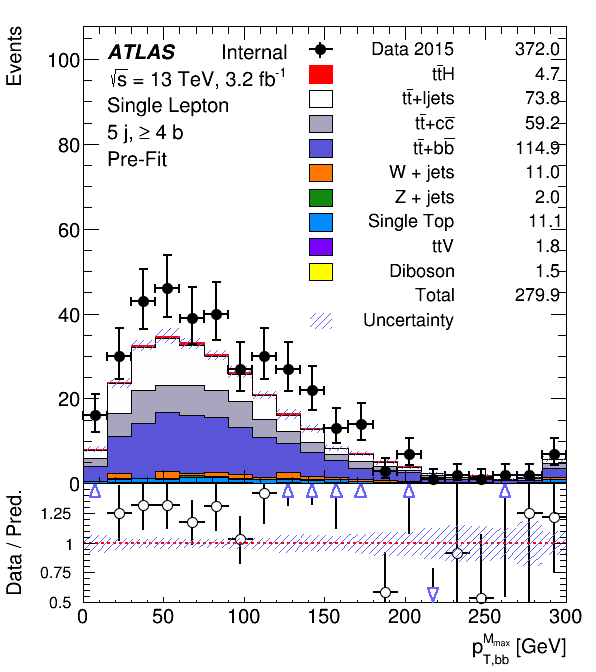 Events
100
80
60
40
20
0
ATLAS Internal
√s = 13 TeV, 3.2 fb⁻¹
Single Lepton
5 j, ≥ 4 b
Pre-Fit
Data 2015 372.0
tt̄H 4.7
tt̄+ljets 73.8
tt̄+cc̄ 59.2
tt̄+bb̄ 114.9
W + jets 11.0
Z + jets 2.0
Single Top 11.1
ttV 1.8
Diboson 1.5
Total 279.9
Uncertainty
Data / Pred.
1.25
1
0.75
0.5
0 50 100 150 200 250 300
p_{T,bb}^{M_{max}} [GeV]